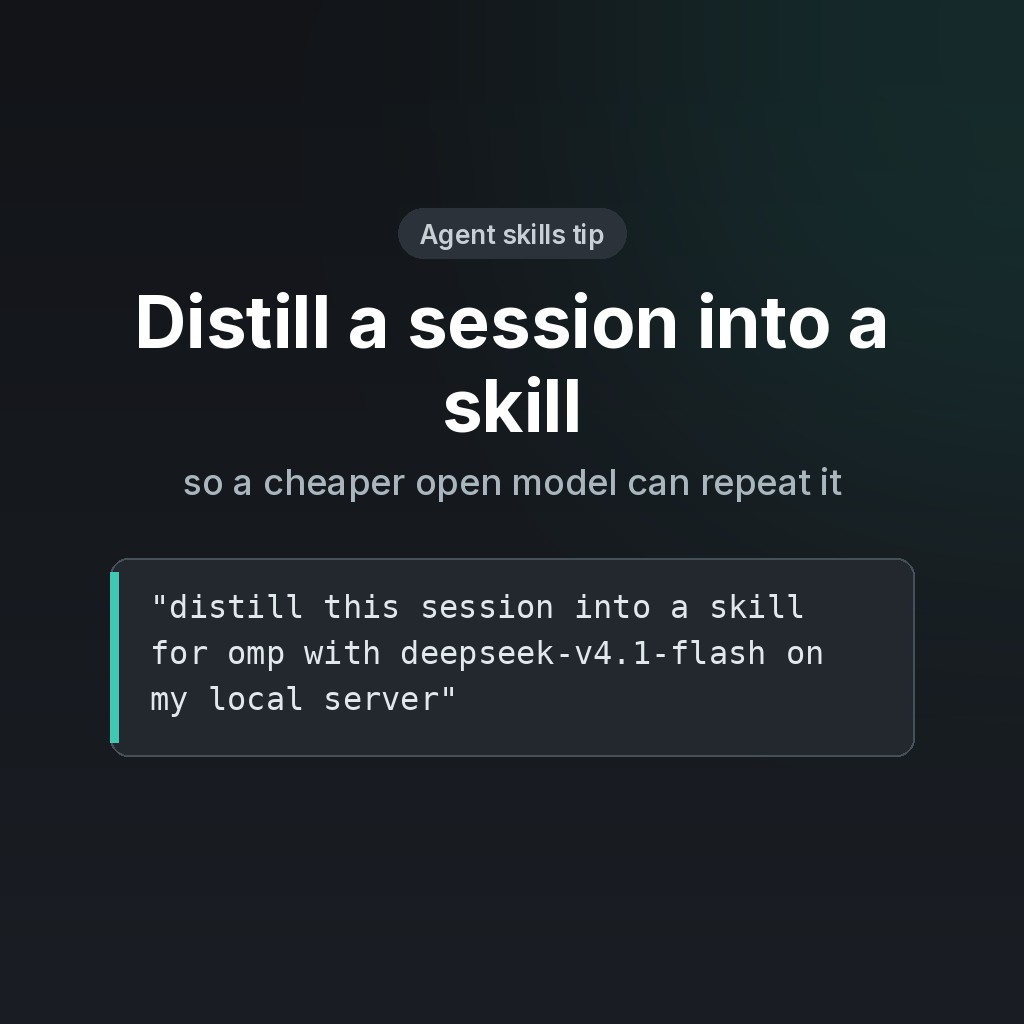 Agent skills tip
Distill a session into a
skill
so a cheaper open model can repeat it
"distill this session into a skill
for omp with deepseek-v4.1-flash on
my local server"